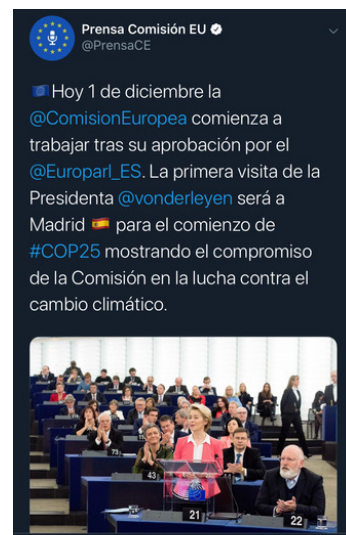 Prensa Comisión EU
@PrensaCE
🇪🇺Hoy 1 de diciembre la
@ComisionEuropea comienza a
trabajar tras su aprobación por el
@Europarl_ES. La primera visita de la
Presidenta @vonderleyen será a
Madrid 🇪🇸 para el comienzo de
#COP25 mostrando el compromiso
de la Comisión en la lucha contra el
cambio climático.
43
21
22